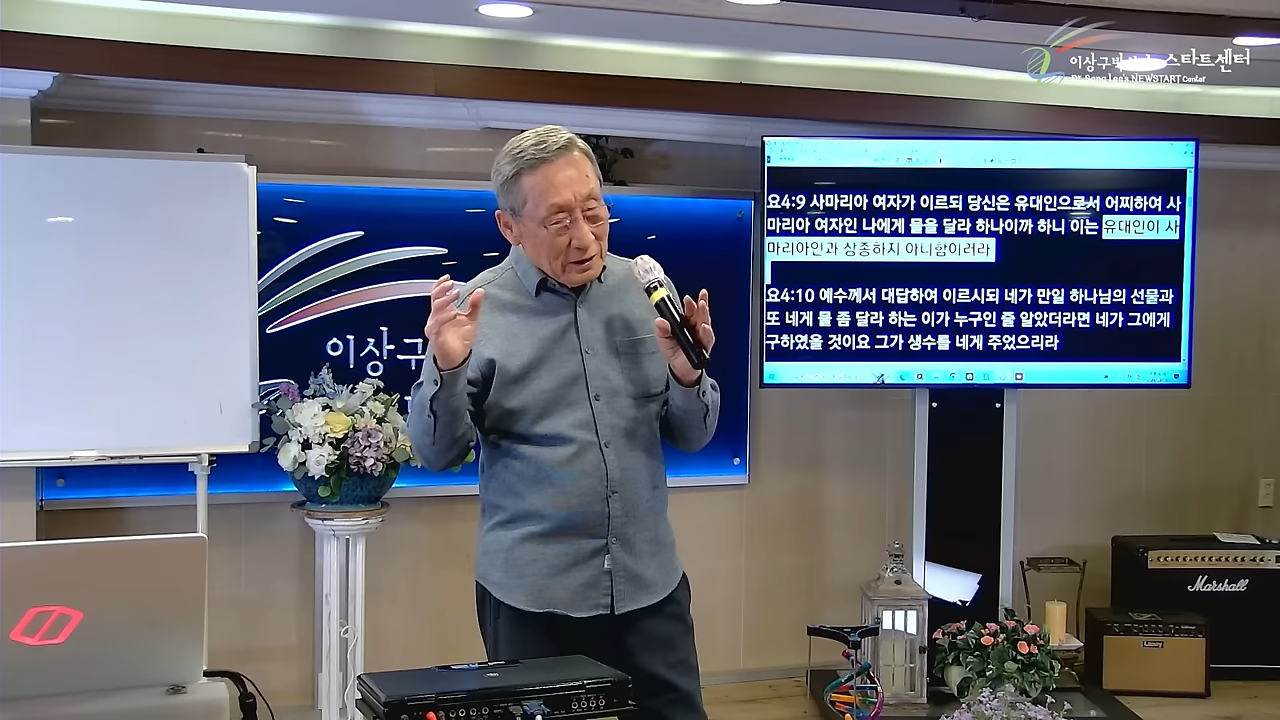 이상구 스타트센터
Dr. Sang Lee's NEWSTART Center
요4:9 사마리아 여자가 이르되 당신은 유대인으로서 어찌하여 사
마리아 여자인 나에게 물을 달라 하나이까 하니 이는 유대인이 사
마리아인과 상종하지 아니함이러라
요4:10 예수께서 대답하여 이르시되 네가 만일 하나님의 선물과
또 네게 물 좀 달라 하는 이가 누구인 줄 알았더라면 네가 그에게
구하였을 것이요 그가 생수를 네게 주었으리라
이상구
Marshall
Laney